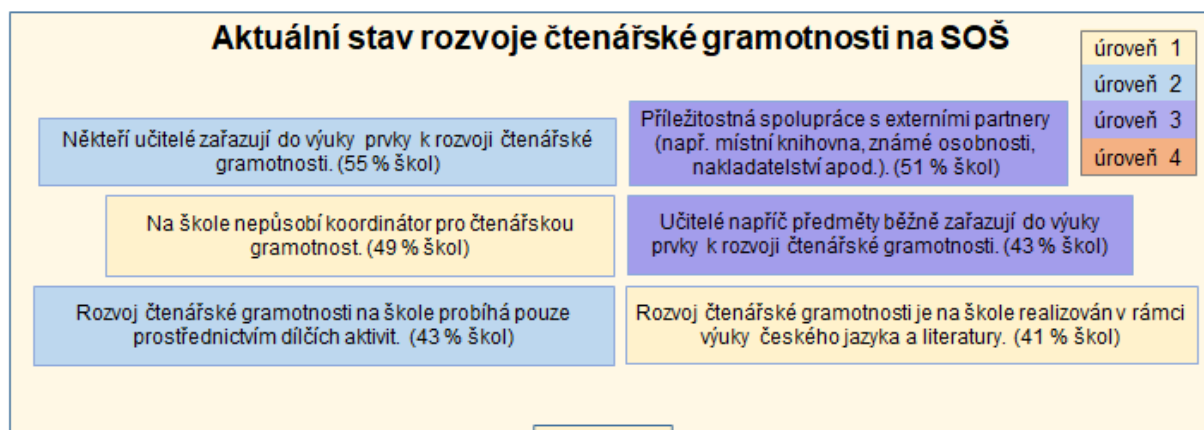 Aktuální stav rozvoje čtenářské gramotnosti na SOŠ
úroveň 1
úroveň 2
úroveň 3
úroveň 4
Někteří učitelé zařazují do výuky prvky k rozvoji čtenářské
gramotnosti. (55 % škol)
Příležitostná spolupráce s externími partnery
(např. místní knihovna, známé osobnosti,
nakladatelství apod.). (51 % škol)
Na škole nepůsobí koordinátor pro čtenářskou
gramotnost. (49 % škol)
Učitelé napříč předměty běžně zařazují do výuky
prvky k rozvoji čtenářské gramotnosti. (43 % škol)
Rozvoj čtenářské gramotnosti na škole probíhá pouze
prostřednictvím dílčích aktivit. (43 % škol)
Rozvoj čtenářské gramotnosti je na škole realizován v rámci
výuky českého jazyka a literatury. (41 % škol)